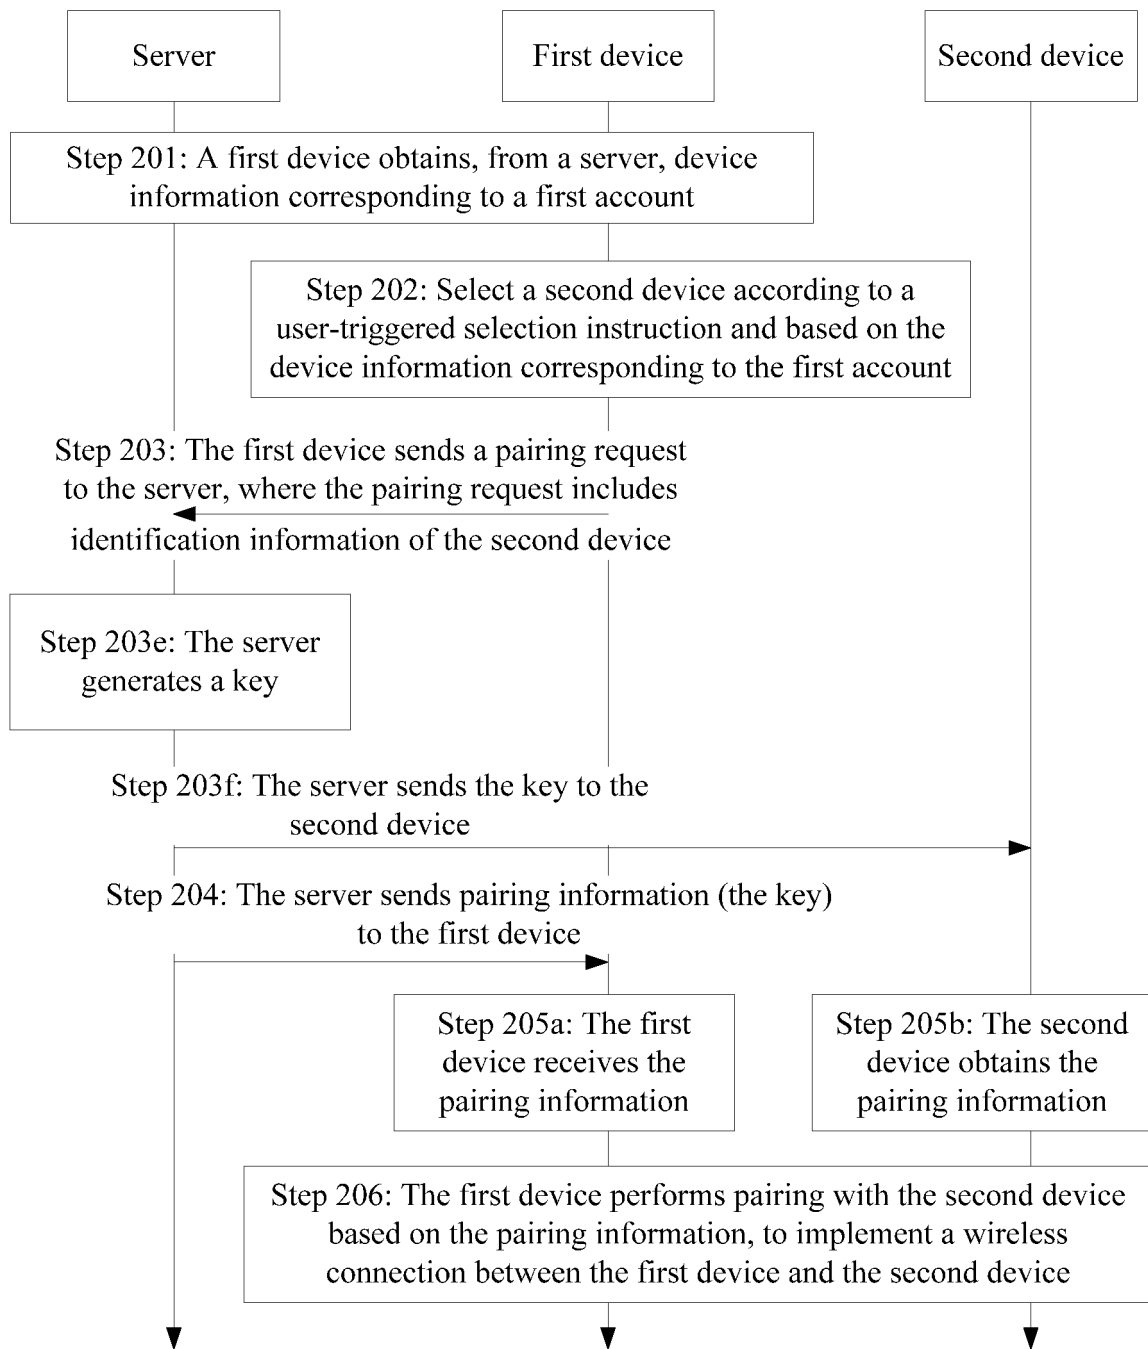 Server
First device
Second device
Step 201: A first device obtains, from a server, device
information corresponding to a first account
Step 202: Select a second device according to a
user-triggered selection instruction and based on the
device information corresponding to the first account
Step 203: The first device sends a pairing request
to the server, where the pairing request includes
identification information of the second device
Step 203e: The server
generates a key
Step 203f: The server sends the key to the
second device
Step 204: The server sends pairing information (the key)
to the first device
Step 205a: The first
device receives the
pairing information
Step 205b: The second
device obtains the
pairing information
Step 206: The first device performs pairing with the second device
based on the pairing information, to implement a wireless
connection between the first device and the second device